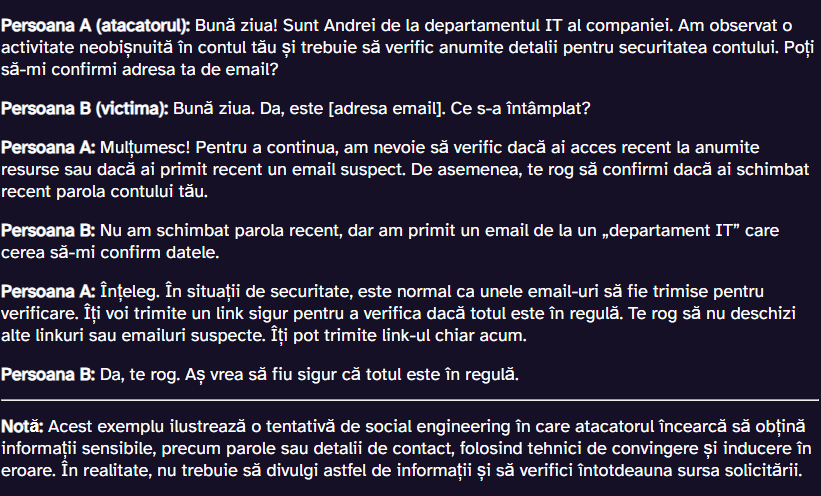 Persoana A (atacatorul): Bună ziua! Sunt Andrei de la departamentul IT al companiei. Am observat o
activitate neobișnuită în contul tău și trebuie să verific anumite detalii pentru securitatea contului. Poți
să-mi confirmi adresa ta de email?
Persoana B (victima): Bună ziua. Da, este [adresa email]. Ce s-a întâmplat?
Persoana A: Mulțumesc! Pentru a continua, am nevoie să verific dacă ai acces recent la anumite
resurse sau dacă ai primit recent un email suspect. De asemenea, te rog să confirmi dacă ai schimbat
recent parola contului tău.
Persoana B: Nu am schimbat parola recent, dar am primit un email de la un „departament IT” care
cerea să-mi confirm datele.
Persoana A: Înțeleg. În situații de securitate, este normal ca unele email-uri să fie trimise pentru
verificare. Îți voi trimite un link sigur pentru a verifica dacă totul este în regulă. Te rog să nu deschizi
alte linkuri sau emailuri suspecte. Îți pot trimite link-ul chiar acum.
Persoana B: Da, te rog. Aș vrea să fiu sigur că totul este în regulă.
Notă: Acest exemplu ilustrează o tentativă de social engineering în care atacatorul încearcă să obțină
informații sensibile, precum parole sau detalii de contact, folosind tehnici de convingere și inducere în
eroare. În realitate, nu trebuie să divulgi astfel de informații și să verifici întotdeauna sursa solicitării.